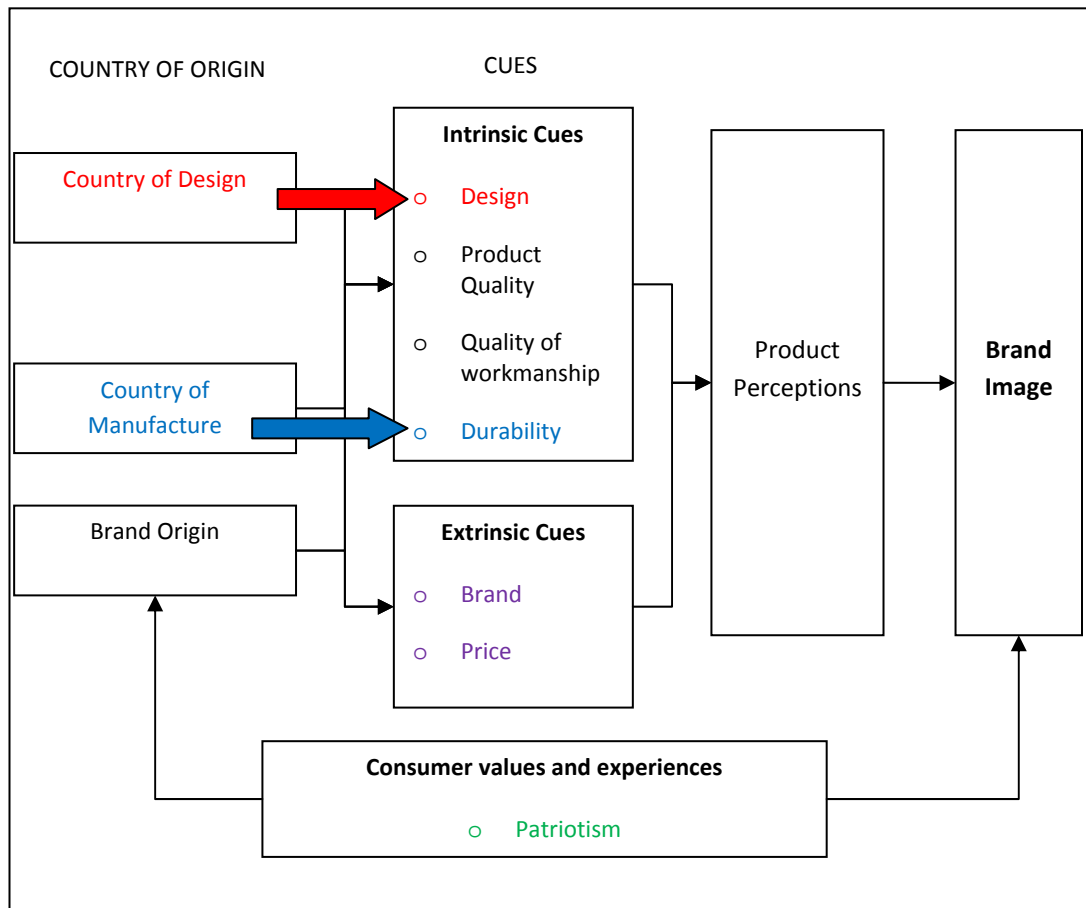 COUNTRY OF ORIGIN
CUES
Country of Design
Country of
Manufacture
Brand Origin
Intrinsic Cues
o Design
o Product
Quality
o Quality of
workmanship
o Durability
Extrinsic Cues
o Brand
o Price
Product
Perceptions
Brand
Image
Consumer values and experiences
o Patriotism